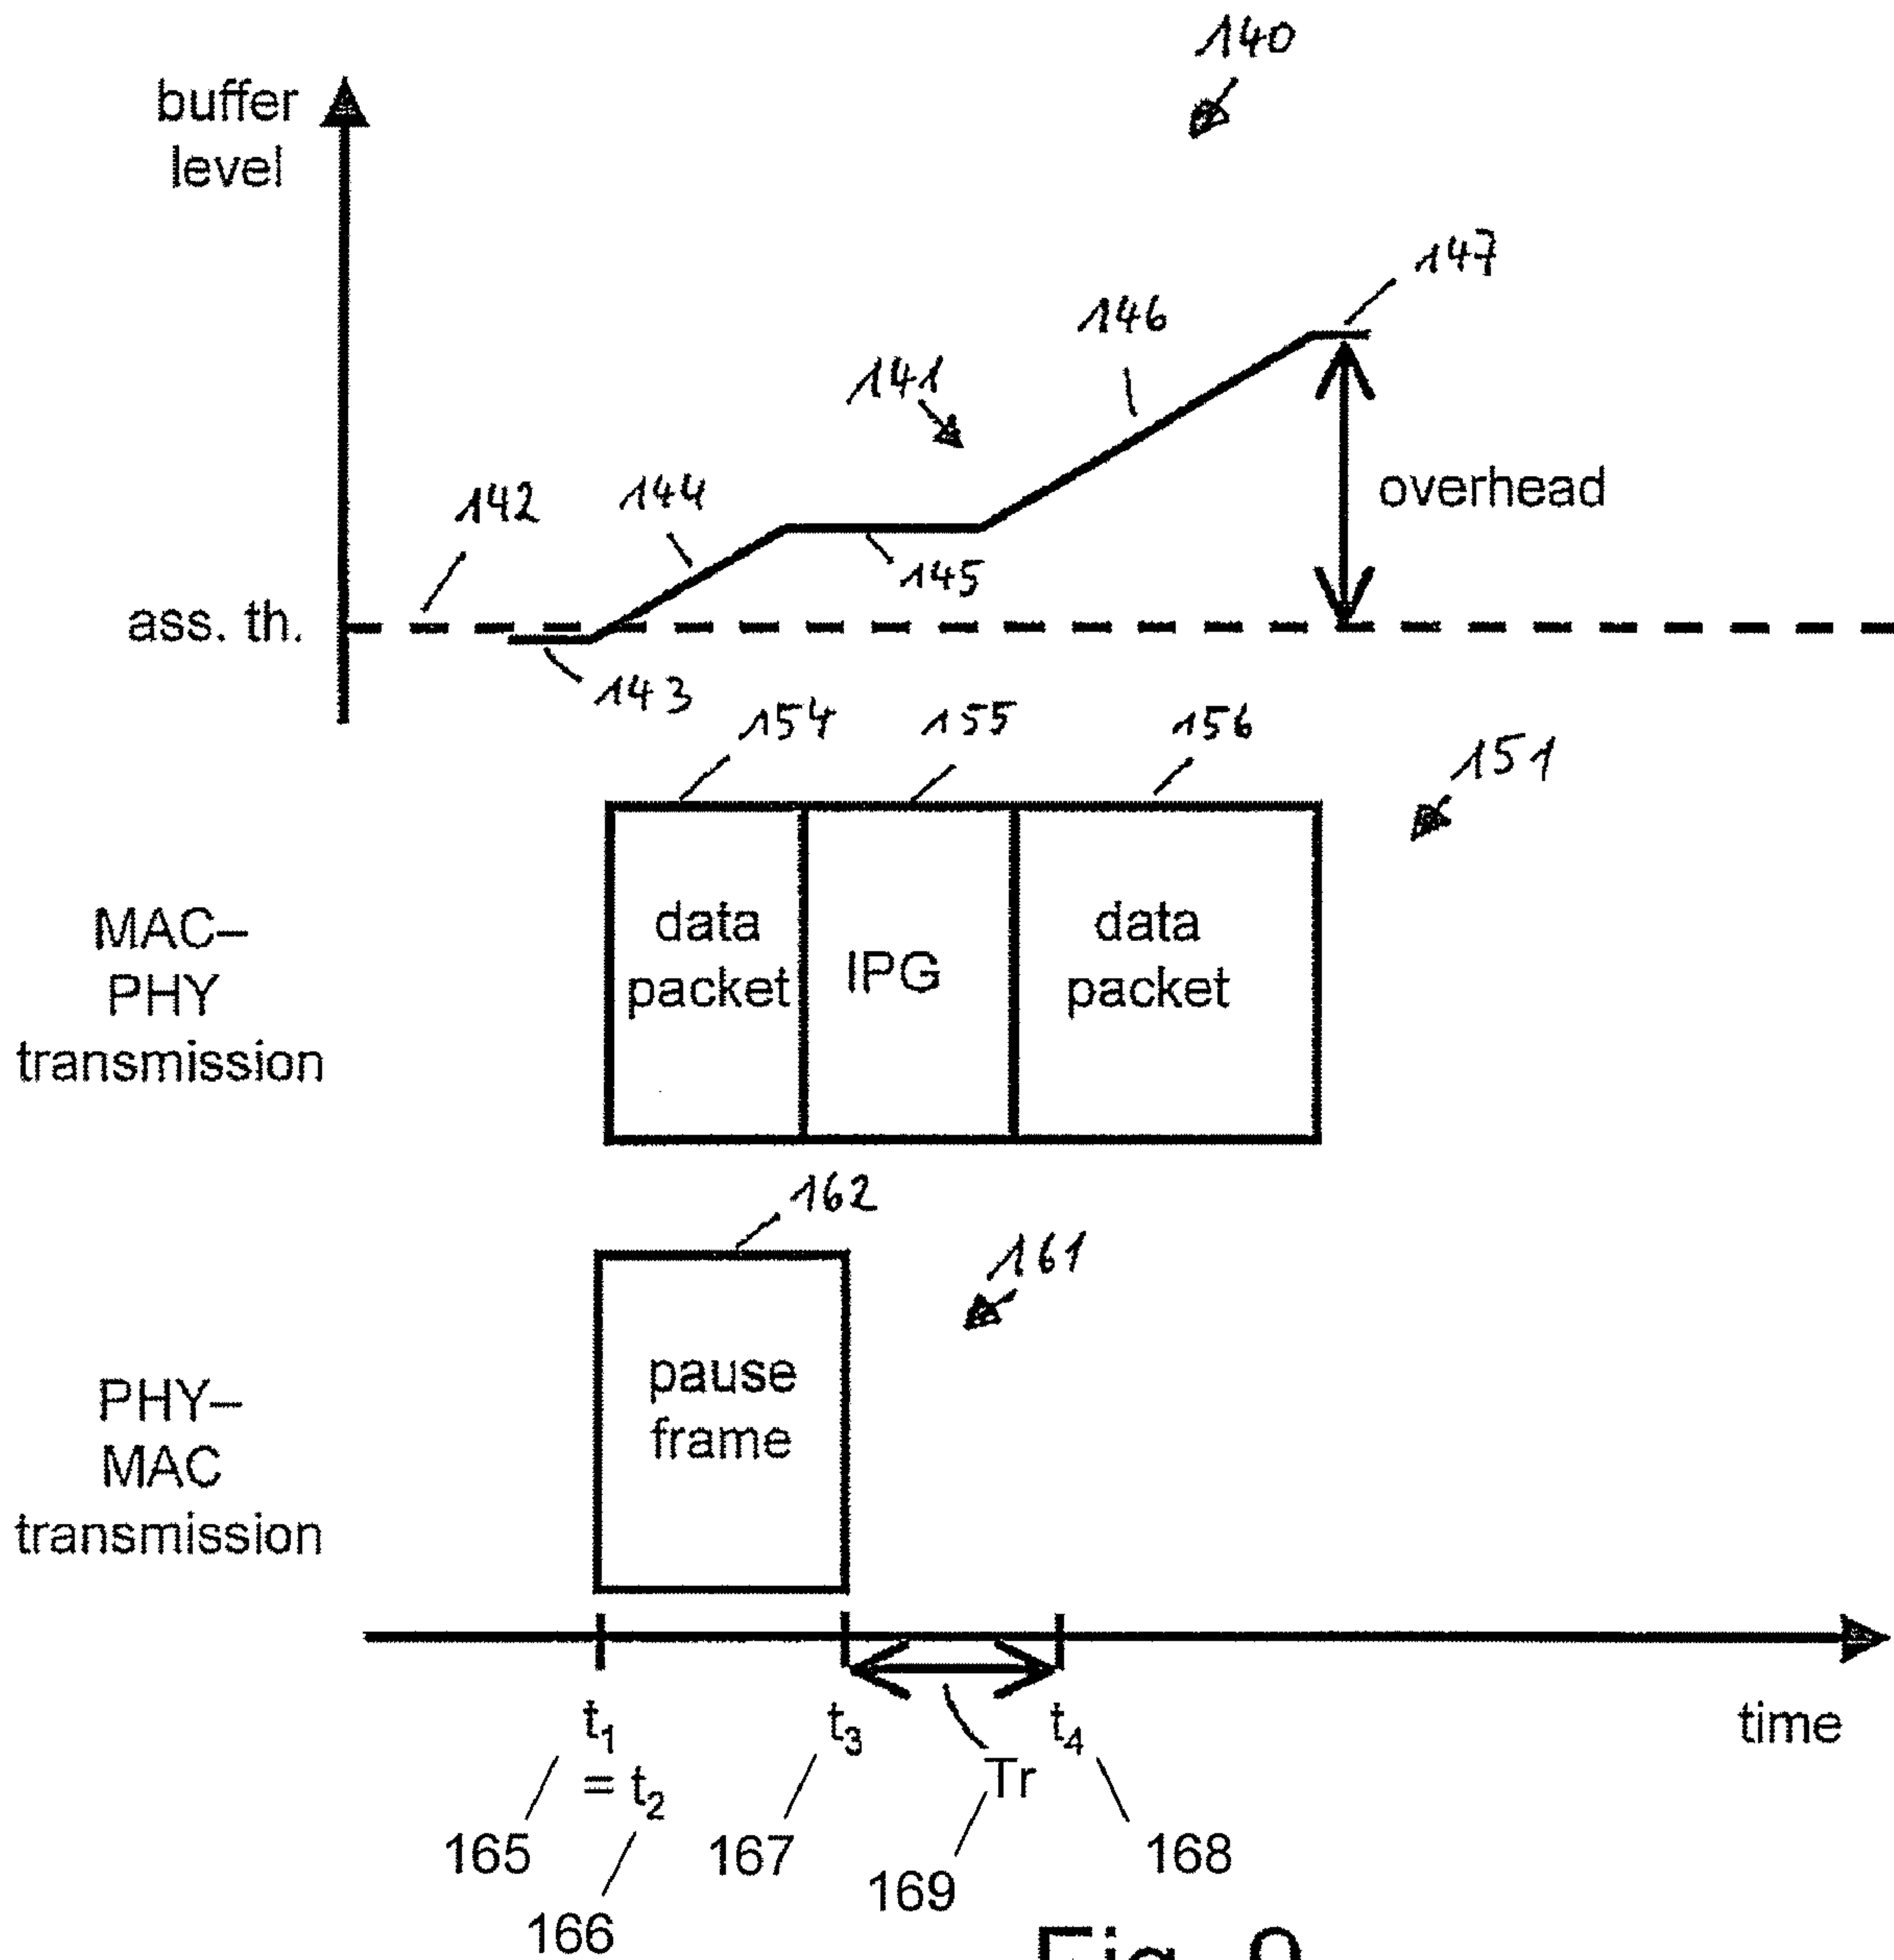 140
buffer
level
147
146
141
overhead
142
144
145
ass. th.
143
154
155
156
151
MAC–
PHY
transmission
data
packet
IPG
data
packet
162
161
PHY–
MAC
transmission
pause
frame
t1
= t2
t3
Tr
t4
time
165
166
167
169
168
Fig. 9